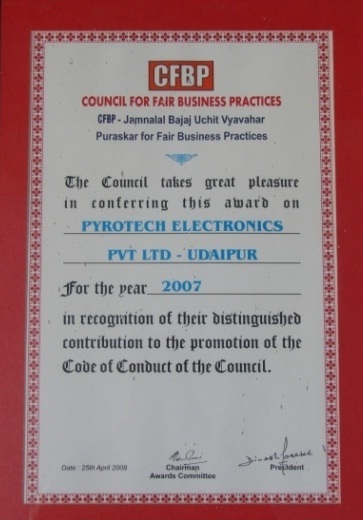 CFBP
COUNCIL FOR FAIR BUSINESS PRACTICES
CFBP - Jamnalal Bajaj Uchit Vyavahar
Puraskar for Fair Business Practices
The Council takes great pleasure
in conferring this award on
PYROTECH ELECTRONICS
PVT LTD - UDAIPUR
For the year 2007
in recognition of their distinguished
contribution to the promotion of the
Code of Conduct of the Council.
Date : 25th April 2008
Chairman
Awards Committee
President